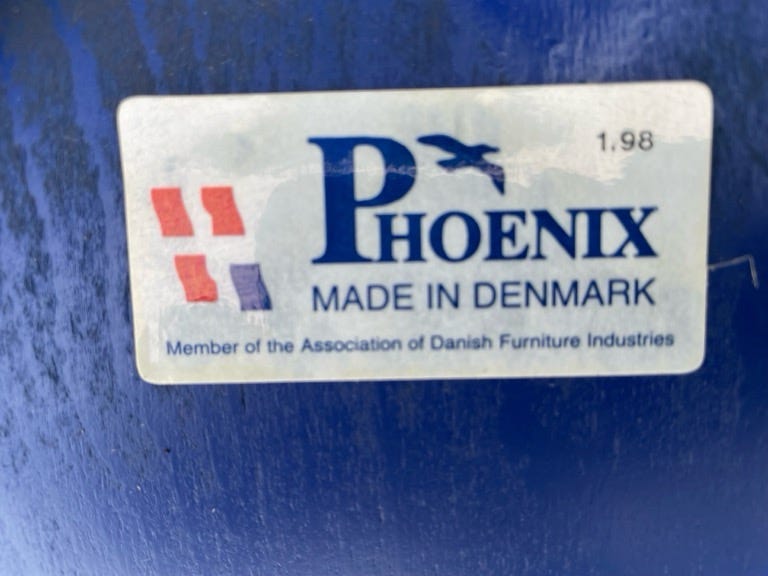 1.98
PHOENIX
MADE IN DENMARK
Member of the Association of Danish Furniture Industries